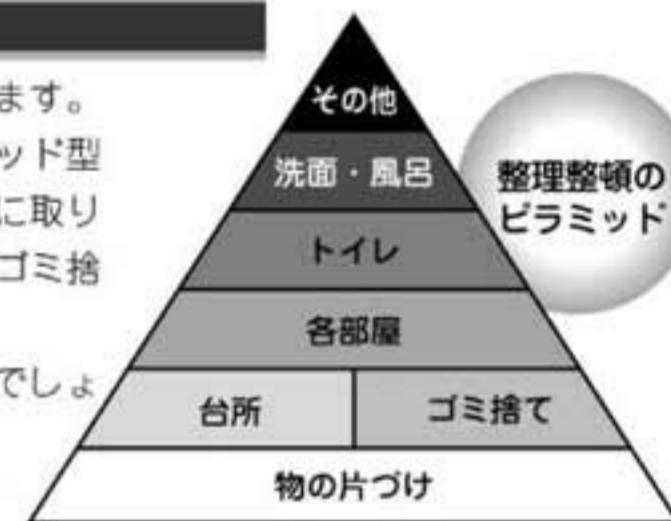 ます。
ッド型
に取り
ゴミ捨
でしょ
その他
洗面・風呂
トイレ
各部屋
台所
ゴミ捨て
物の片づけ
整理整頓の
ピラミッド